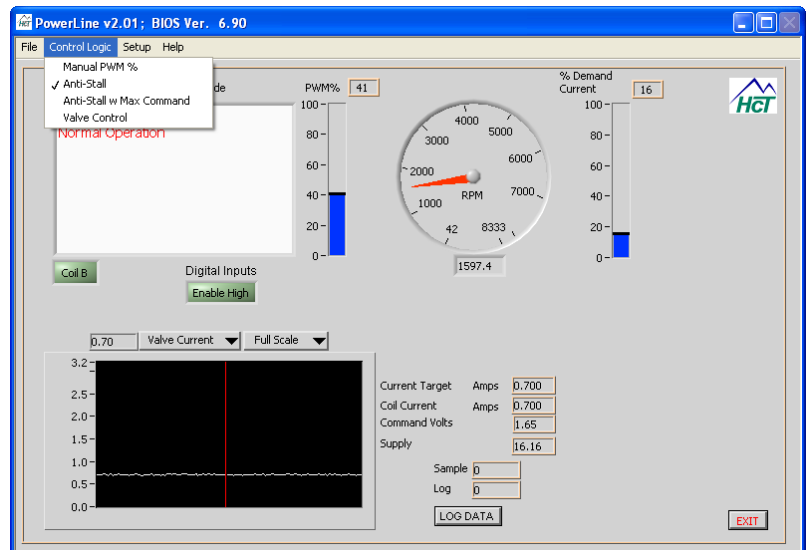 PowerLine v2.01; BIOS Ver. 6.90
File Control Logic Setup Help
Manual PWM %
✓ Anti-Stall
Anti-Stall w Max Command
Valve Control
de
Normal Operation
PWM% 41
100
80
60
40
20
0
42
1000
2000
3000
4000
5000
6000
7000
8333
RPM
1597.4
% Demand
Current 16
100
80
60
40
20
0
HCT
Coil B
Digital Inputs
Enable High
0.70 Valve Current Full Scale
3.2
2.5
2.0
1.5
1.0
0.5
0.0
Current Target Amps 0.700
Coil Current Amps 0.700
Command Volts 1.65
Supply 16.16
Sample 0
Log 0
LOG DATA
EXIT